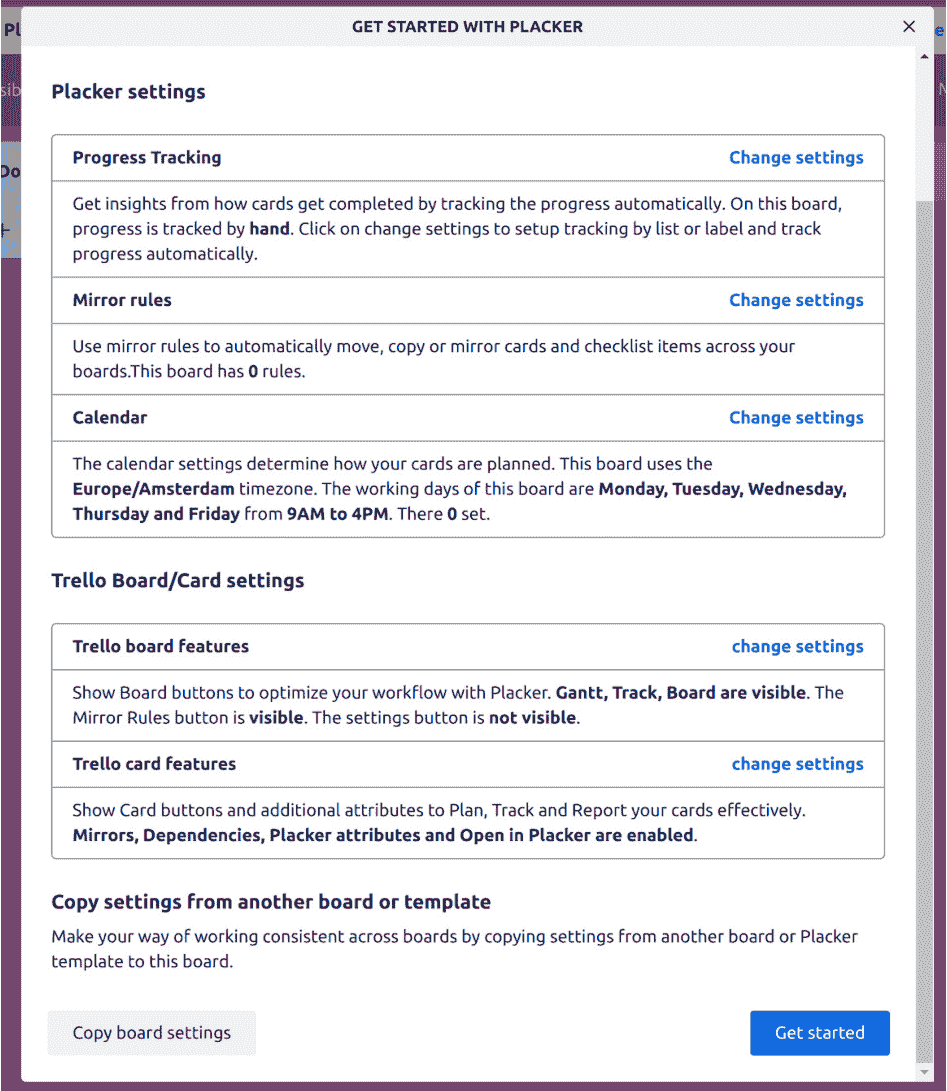 GET STARTED WITH PLACKER
Placker settings
Progress Tracking
Change settings
Get insights from how cards get completed by tracking the progress automatically. On this board,
progress is tracked by hand. Click on change settings to setup tracking by list or label and track
progress automatically.
Mirror rules
Change settings
Use mirror rules to automatically move, copy or mirror cards and checklist items across your
boards.This board has 0 rules.
Calendar
Change settings
The calendar settings determine how your cards are planned. This board uses the
Europe/Amsterdam timezone. The working days of this board are Monday, Tuesday, Wednesday,
Thursday and Friday from 9AM to 4PM. There 0 set.
Trello Board/Card settings
Trello board features
change settings
Show Board buttons to optimize your workflow with Placker. Gantt, Track, Board are visible. The
Mirror Rules button is visible. The settings button is not visible.
Trello card features
change settings
Show Card buttons and additional attributes to Plan, Track and Report your cards effectively.
Mirrors, Dependencies, Placker attributes and Open in Placker are enabled.
Copy settings from another board or template
Make your way of working consistent across boards by copying settings from another board or Placker
template to this board.
Copy board settings
Get started